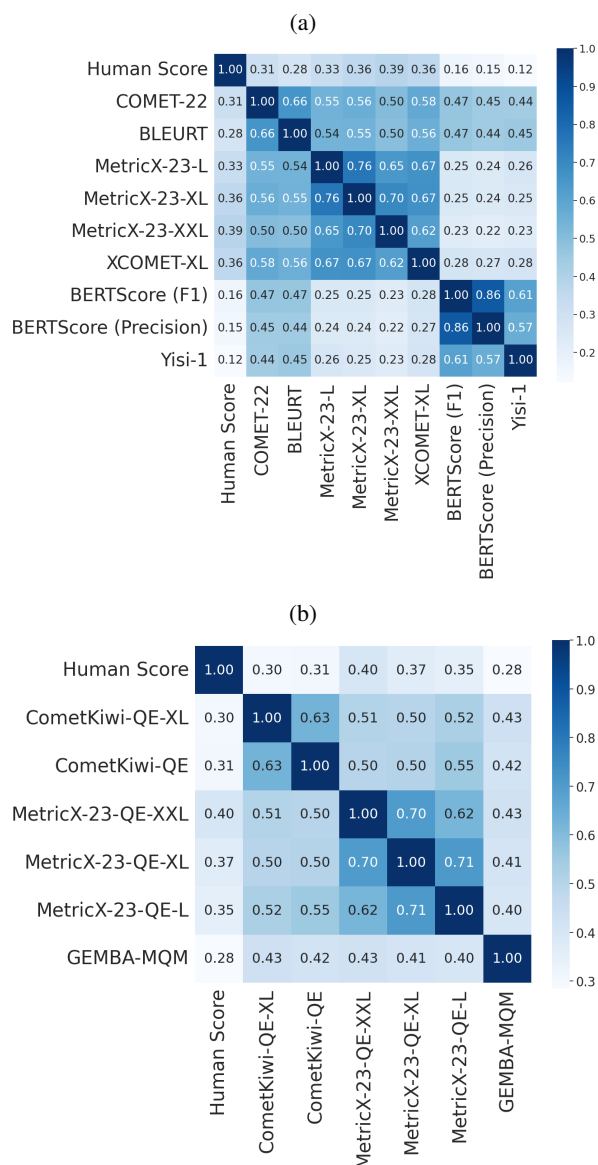 (a)
Human Score 1.00 0.31 0.28 0.33 0.36 0.39 0.36 0.16 0.15 0.12
COMET-22 0.31 1.00 0.66 0.55 0.56 0.50 0.58 0.47 0.45 0.44
BLEURT 0.28 0.66 1.00 0.54 0.55 0.50 0.56 0.47 0.44 0.45
MetricX-23-L 0.33 0.55 0.54 1.00 0.76 0.65 0.67 0.25 0.24 0.26
MetricX-23-XL 0.36 0.56 0.55 0.76 1.00 0.70 0.67 0.25 0.24 0.25
MetricX-23-XXL 0.39 0.50 0.50 0.65 0.70 1.00 0.62 0.23 0.22 0.23
XCOMET-XL 0.36 0.58 0.56 0.67 0.67 0.62 1.00 0.28 0.27 0.28
BERTScore (F1) 0.16 0.47 0.47 0.25 0.25 0.23 0.28 1.00 0.86 0.61
BERTScore (Precision) 0.15 0.45 0.44 0.24 0.24 0.22 0.27 0.86 1.00 0.57
Yisi-1 0.12 0.44 0.45 0.26 0.25 0.23 0.28 0.61 0.57 1.00
Human Score
COMET-22
BLEURT
MetricX-23-L
MetricX-23-XL
MetricX-23-XXL
XCOMET-XL
BERTScore (F1)
BERTScore (Precision)
Yisi-1
1.0
0.9
0.8
0.7
0.6
0.5
0.4
0.3
0.2
(b)
Human Score 1.00 0.30 0.31 0.40 0.37 0.35 0.28
CometKiwi-QE-XL 0.30 1.00 0.63 0.51 0.50 0.52 0.43
CometKiwi-QE 0.31 0.63 1.00 0.50 0.50 0.55 0.42
MetricX-23-QE-XXL 0.40 0.51 0.50 1.00 0.70 0.62 0.43
MetricX-23-QE-XL 0.37 0.50 0.50 0.70 1.00 0.71 0.41
MetricX-23-QE-L 0.35 0.52 0.55 0.62 0.71 1.00 0.40
GEMBA-MQM 0.28 0.43 0.42 0.43 0.41 0.40 1.00
Human Score
CometKiwi-QE-XL
CometKiwi-QE
MetricX-23-QE-XXL
MetricX-23-QE-XL
MetricX-23-QE-L
GEMBA-MQM
1.0
0.9
0.8
0.7
0.6
0.5
0.4
0.3